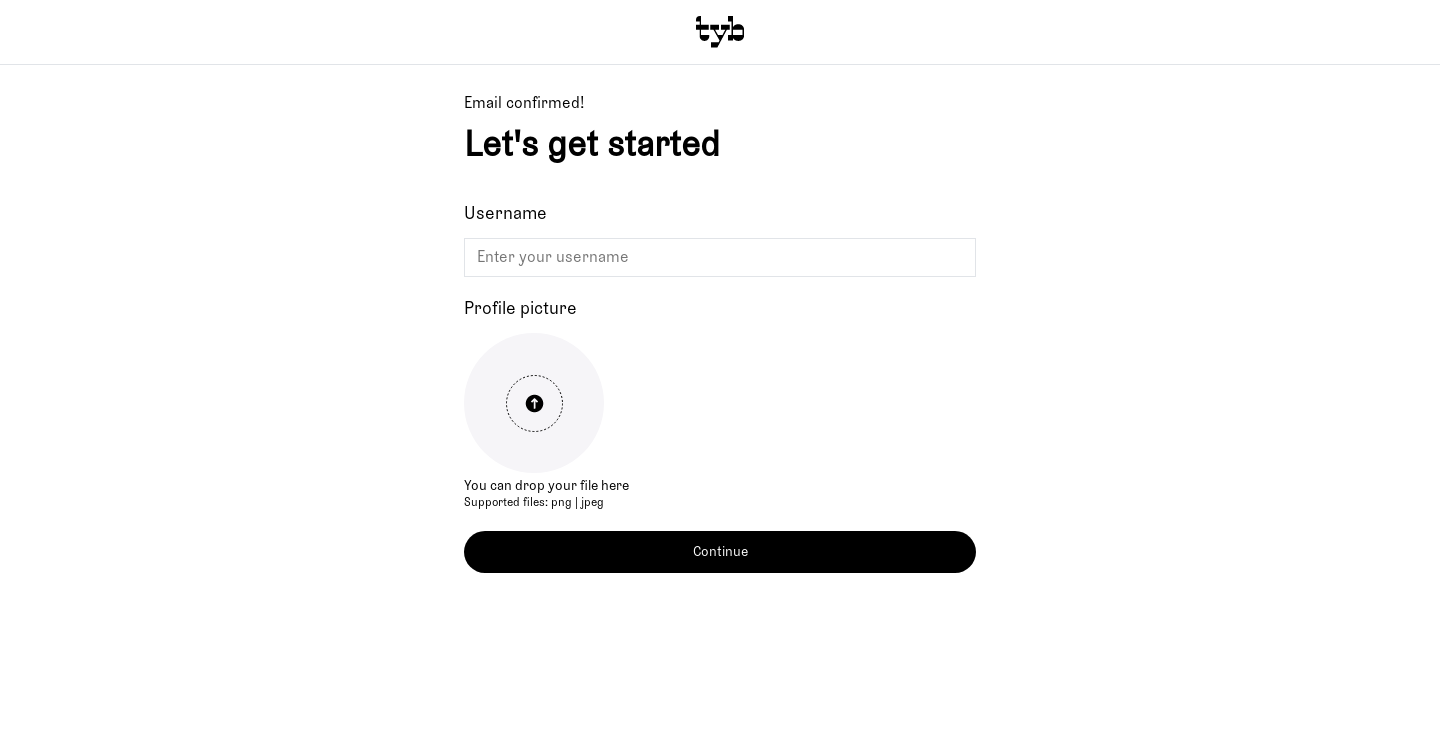 tyb
Email confirmed!
Let's get started
Username
Enter your username
Profile picture
You can drop your file here
Supported files: png | jpeg
Continue